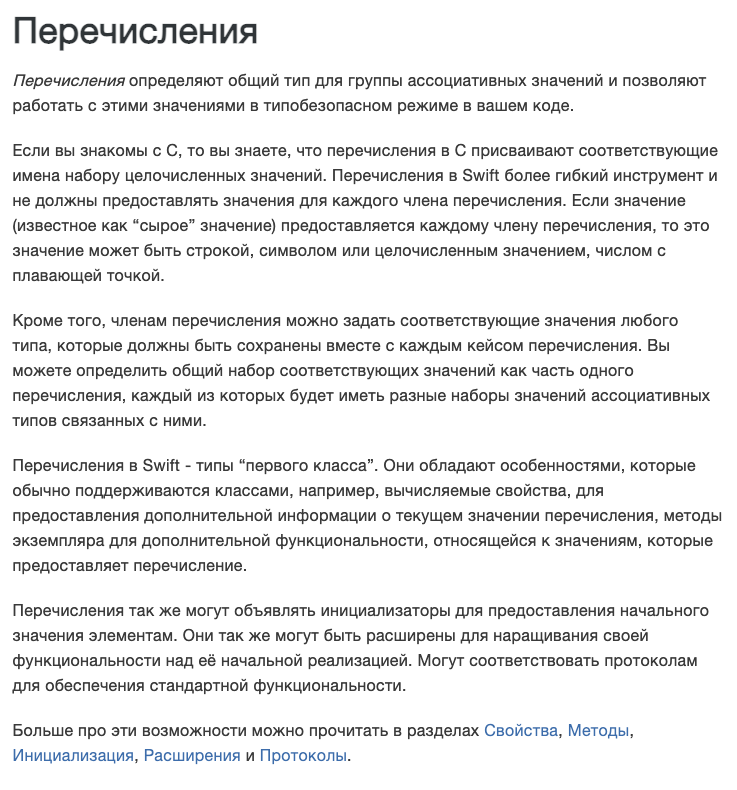 Перечисления
Перечисления определяют общий тип для группы ассоциативных значений и позволяют
работать с этими значениями в типобезопасном режиме в вашем коде.
Если вы знакомы с C, то вы знаете, что перечисления в C присваивают соответствующие
имена набору целочисленных значений. Перечисления в Swift более гибкий инструмент и
не должны предоставлять значения для каждого члена перечисления. Если значение
(известное как “сырое” значение) предоставляется каждому члену перечисления, то это
значение может быть строкой, символом или целочисленным значением, числом с
плавающей точкой.
Кроме того, членам перечисления можно задать соответствующие значения любого
типа, которые должны быть сохранены вместе с каждым кейсом перечисления. Вы
можете определить общий набор соответствующих значений как часть одного
перечисления, каждый из которых будет иметь разные наборы значений ассоциативных
типов связанных с ними.
Перечисления в Swift - типы “первого класса”. Они обладают особенностями, которые
обычно поддерживаются классами, например, вычисляемые свойства, для
предоставления дополнительной информации о текущем значении перечисления, методы
экземпляра для дополнительной функциональности, относящейся к значениям, которые
предоставляет перечисление.
Перечисления так же могут объявлять инициализаторы для предоставления начального
значения элементам. Они так же могут быть расширены для наращивания своей
функциональности над её начальной реализацией. Могут соответствовать протоколам
для обеспечения стандартной функциональности.
Больше про эти возможности можно прочитать в разделах Свойства, Методы,
Инициализация, Расширения и Протоколы.